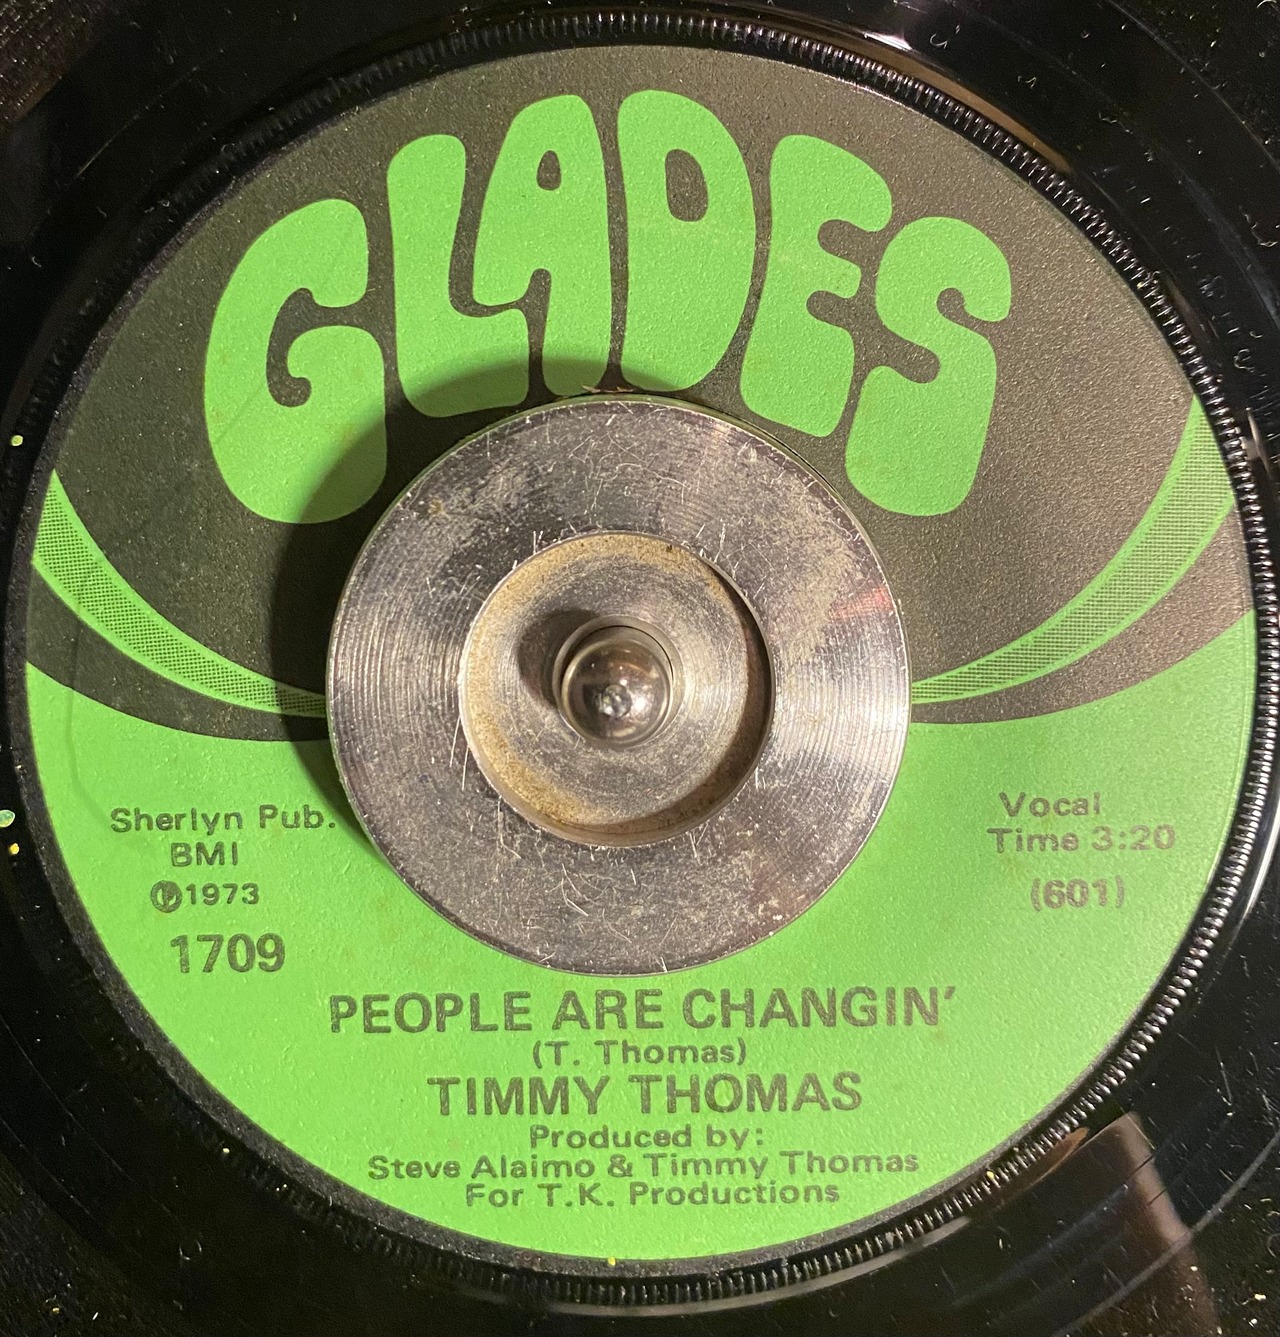 GLADES
Sherlyn Pub.
BMI
℗1973
1709
Vocal
Time 3:20
(601)
PEOPLE ARE CHANGIN'
(T. Thomas)
TIMMY THOMAS
Produced by:
Steve Alaimo & Timmy Thomas
For T.K. Productions